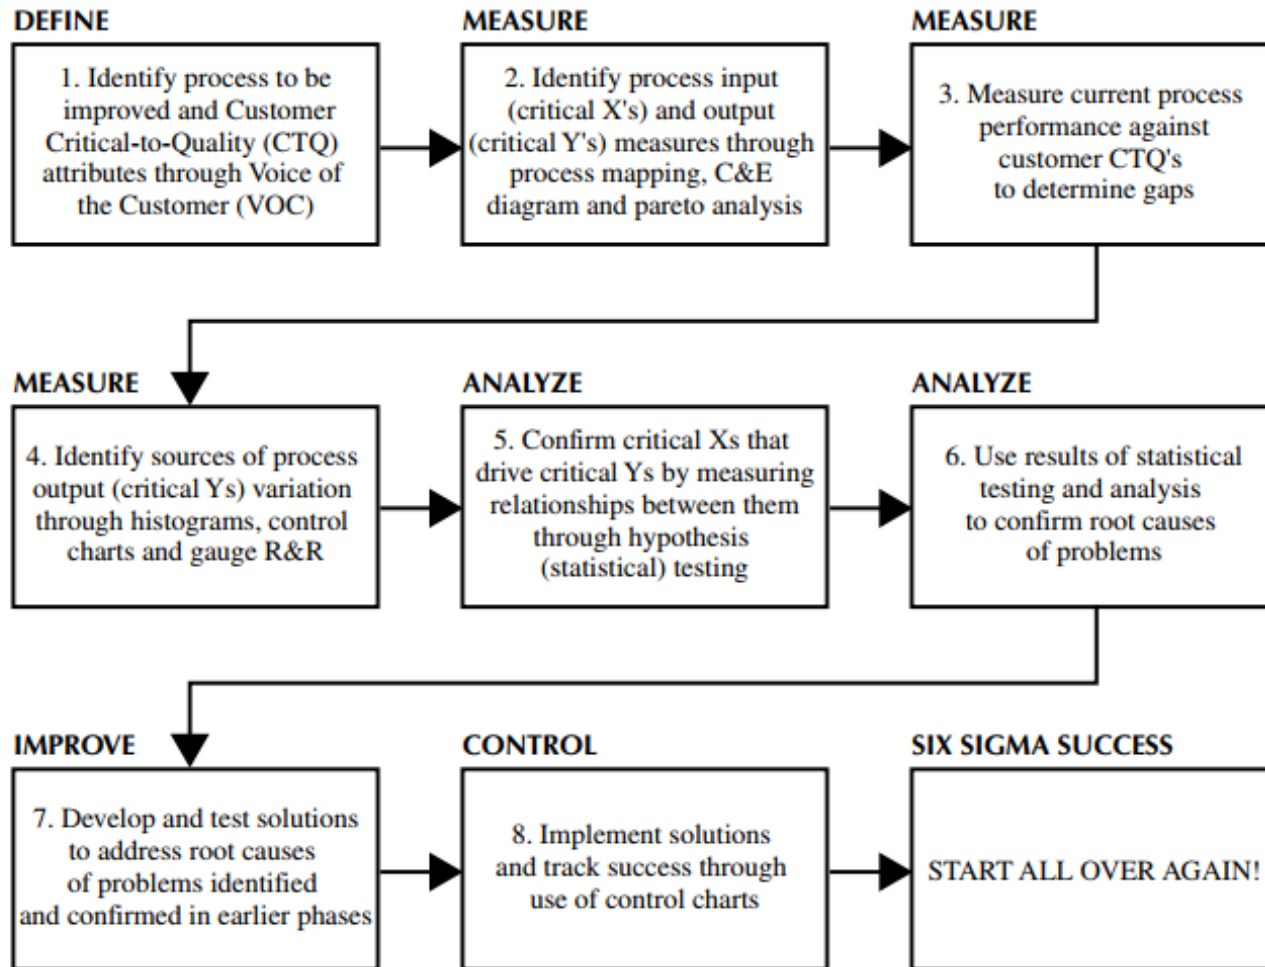 DEFINE
1. Identify process to be
improved and Customer
Critical-to-Quality (CTQ)
attributes through Voice of
the Customer (VOC)
MEASURE
2. Identify process input
(critical X's) and output
(critical Y's) measures through
process mapping, C&E
diagram and pareto analysis
MEASURE
3. Measure current process
performance against
customer CTQ's
to determine gaps
MEASURE
4. Identify sources of process
output (critical Ys) variation
through histograms, control
charts and gauge R&R
ANALYZE
5. Confirm critical Xs that
drive critical Ys by measuring
relationships between them
through hypothesis
(statistical) testing
ANALYZE
6. Use results of statistical
testing and analysis
to confirm root causes
of problems
IMPROVE
7. Develop and test solutions
to address root causes
of problems identified
and confirmed in earlier phases
CONTROL
8. Implement solutions
and track success through
use of control charts
SIX SIGMA SUCCESS
START ALL OVER AGAIN!